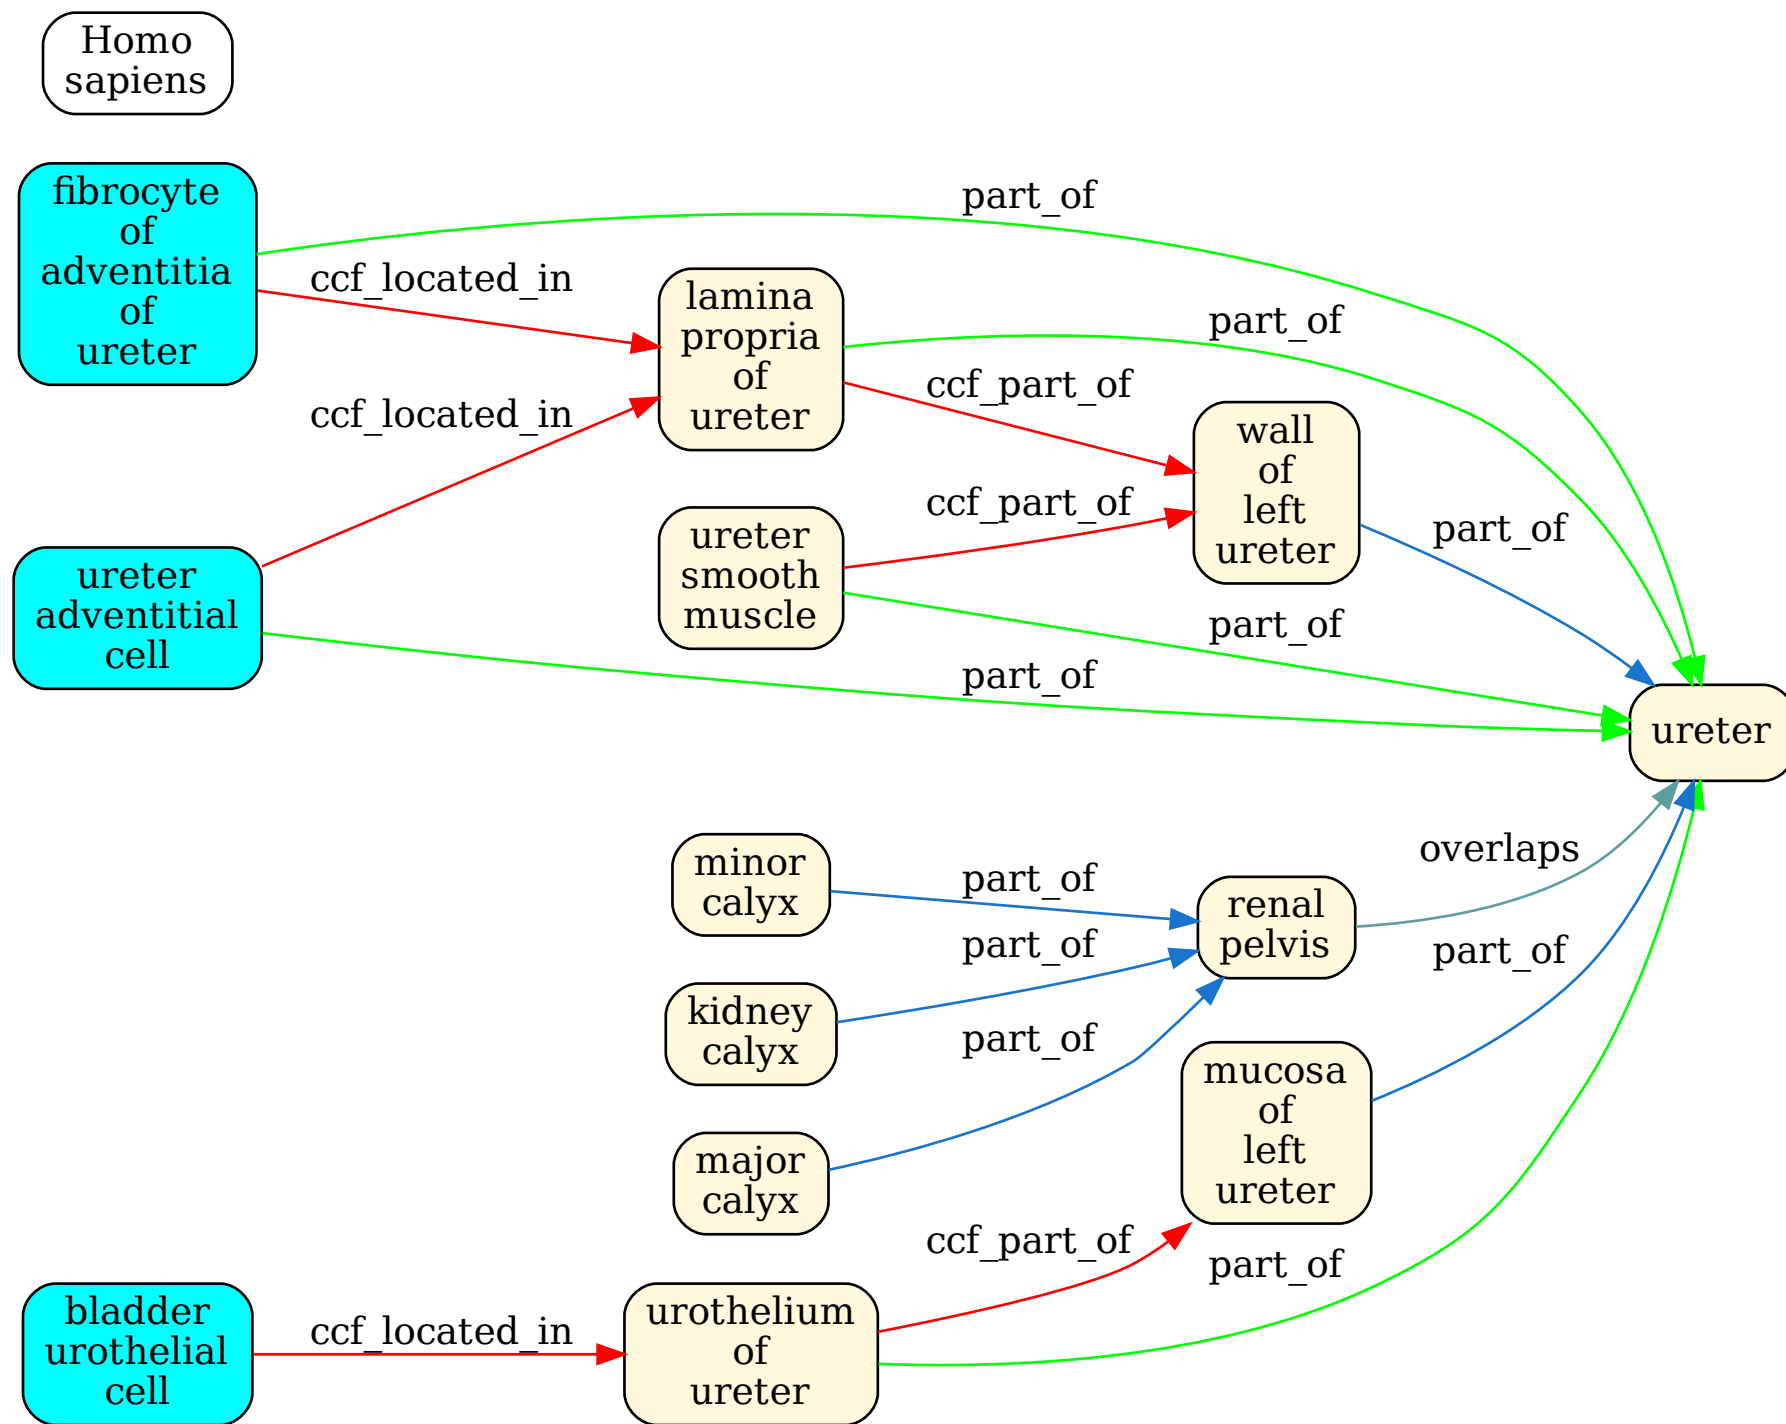 Homo
sapiens
fibrocyte
of
adventitia
of
ureter
part_of
ccf_located_in
lamina
propria
of
ureter
part_of
ccf_part_of
ccf_located_in
wall
of
left
ureter
ureter
smooth
muscle
ccf_part_of
part_of
ureter
adventitial
cell
part_of
part_of
ureter
minor
calyx
part_of
renal
pelvis
overlaps
kidney
calyx
part_of
part_of
part_of
mucosa
of
left
ureter
major
calyx
ccf_part_of
part_of
bladder
urothelial
cell
ccf_located_in
urothelium
of
ureter